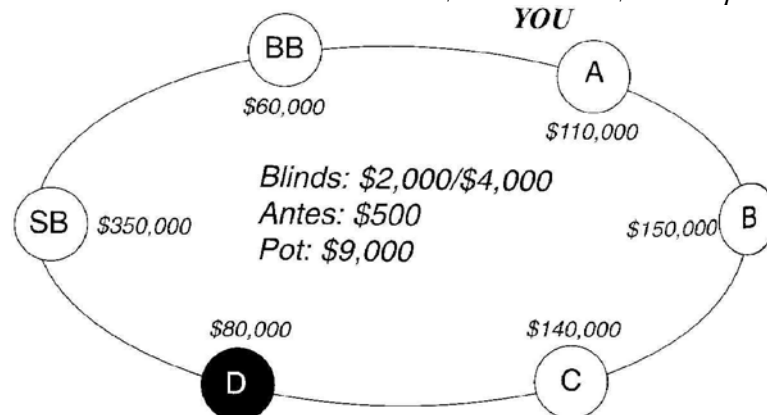 YOU
BB
A
$60,000
$110,000
Blinds: $2,000/$4,000
Antes: $500
Pot: $9,000
SB
$350,000
$150,000
B
$80,000
$140,000
D
C